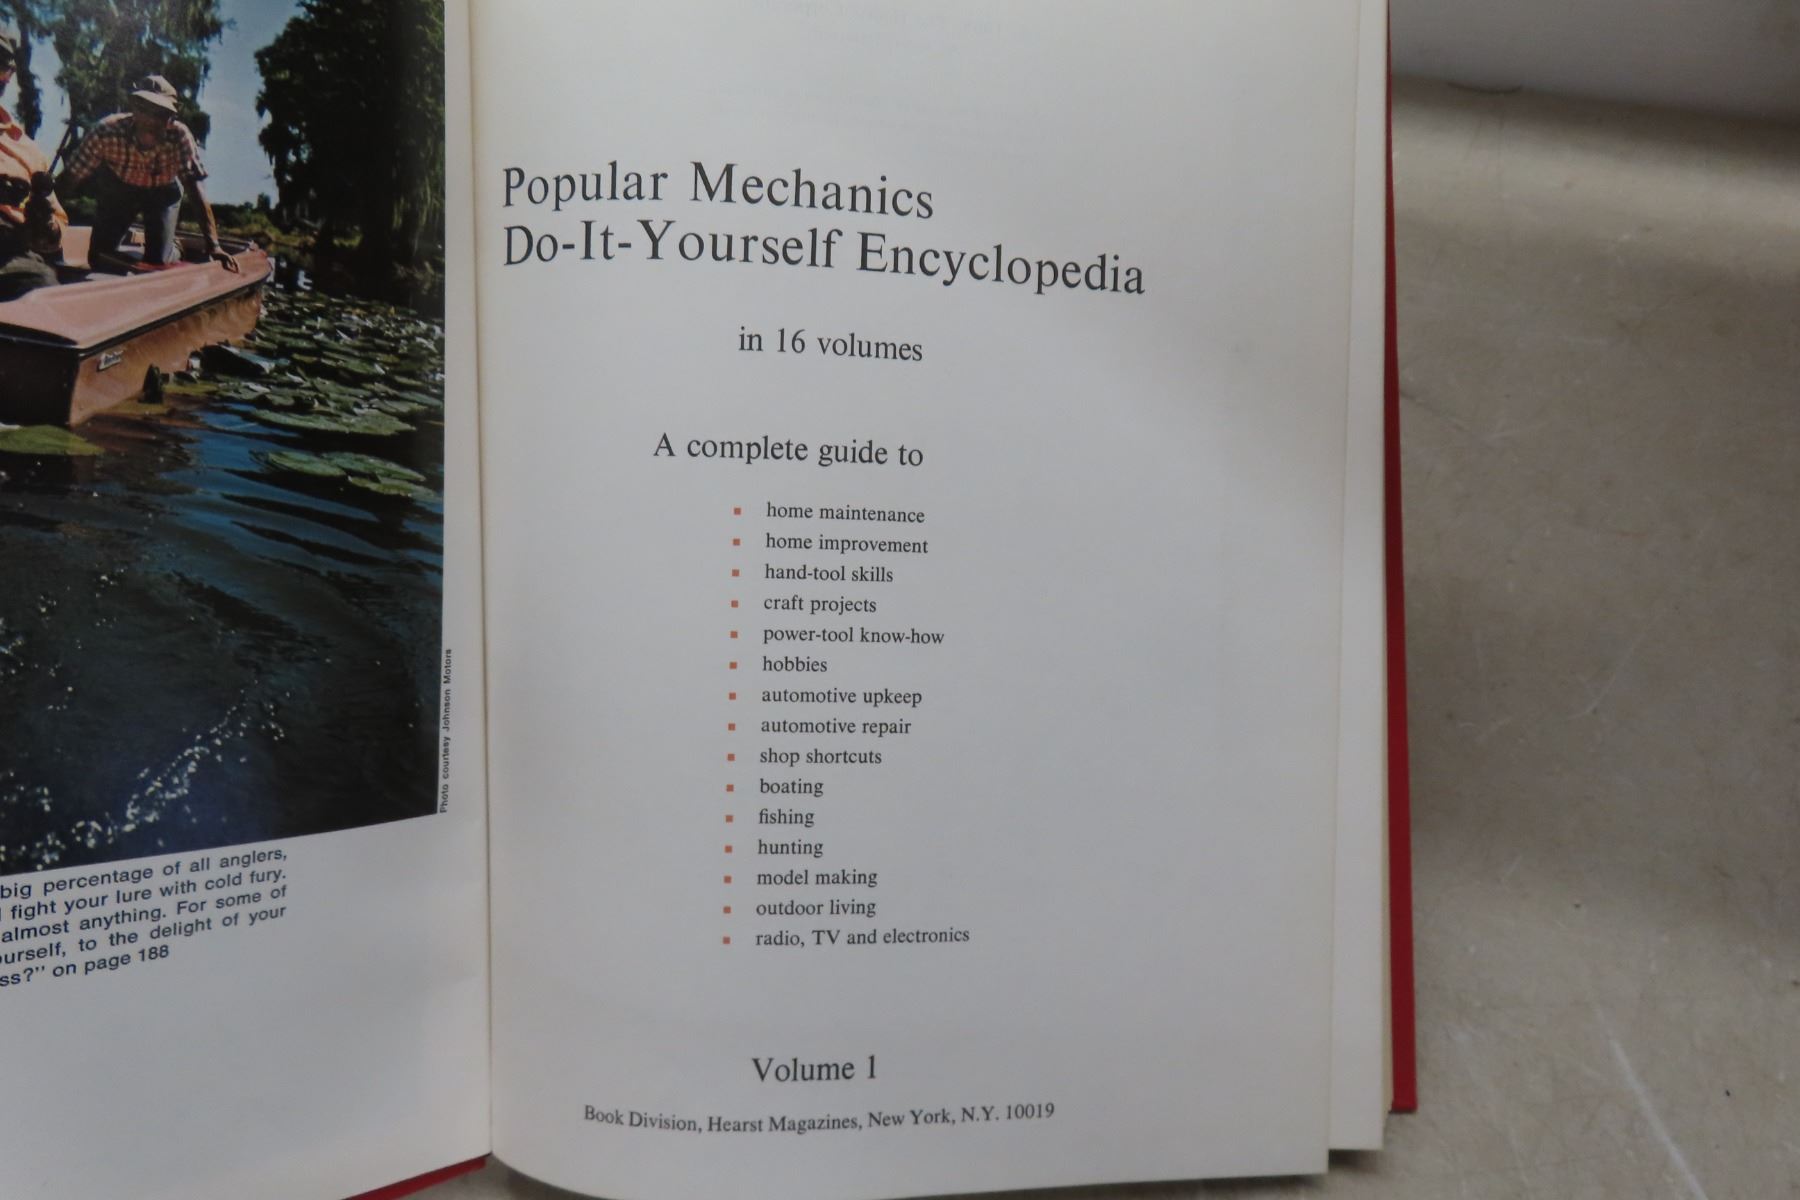 Photo courtesy Johnson Motors
big percentage of all anglers,
fight your lure with cold fury.
almost anything. For some of
ourself, to the delight of your
ss?" on page 188
Popular Mechanics
Do-It-Yourself Encyclopedia
in 16 volumes
A complete guide to
▪ home maintenance
▪ home improvement
▪ hand-tool skills
▪ craft projects
▪ power-tool know-how
▪ hobbies
▪ automotive upkeep
▪ automotive repair
▪ shop shortcuts
▪ boating
▪ fishing
▪ hunting
▪ model making
▪ outdoor living
▪ radio, TV and electronics
Volume 1
Book Division, Hearst Magazines, New York, N.Y. 10019